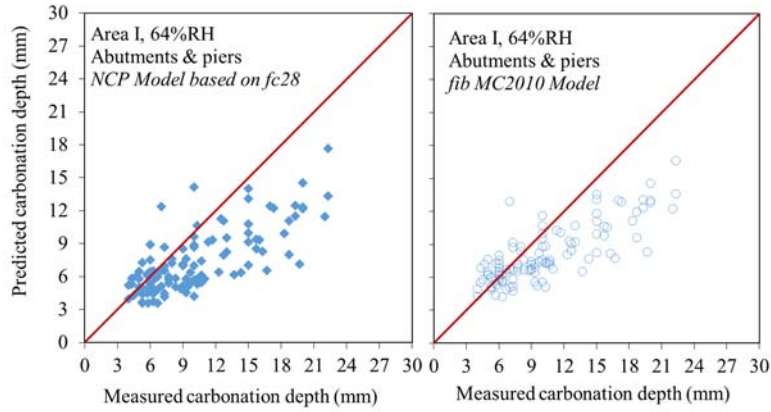 Predicted carbonation depth (mm)
30
27
24
21
18
15
12
9
6
3
0
Area I, 64%RH
Abutments & piers
NCP Model based on fc28
0 3 6 9 12 15 18 21 24 27 30
Measured carbonation depth (mm)
Area I, 64%RH
Abutments & piers
fib MC2010 Model
0 3 6 9 12 15 18 21 24 27 30
Measured carbonation depth (mm)